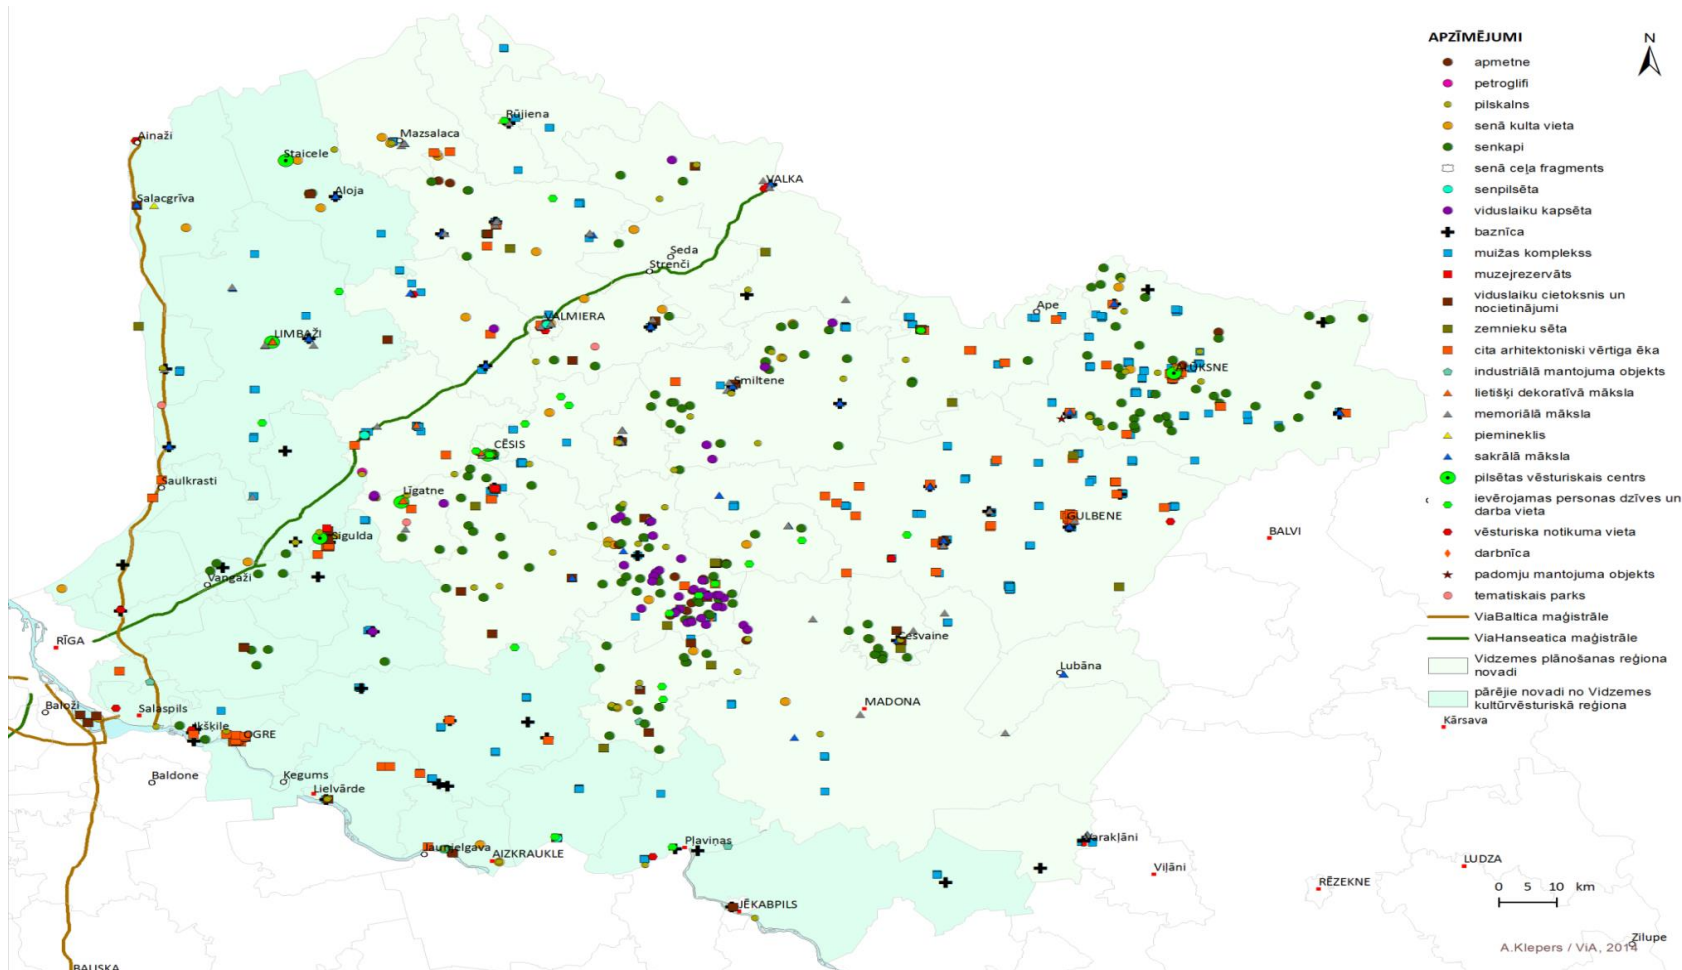 APZĪMĒJUMI
N
apmetne
petroglifi
pilskalns
senā kulta vieta
senkapi
senā ceļa fragments
senpilsēta
viduslaiku kapsēta
baznīca
muižas komplekss
muzejrezervāts
viduslaiku cietoksnis un
nocietinājumi
zemnieku sēta
cita arhitektoniski vērtīga ēka
industriālā mantojuma objekts
lietišķi dekoratīvā māksla
memoriālā māksla
piemineklis
sakrālā māksla
pilsētas vēsturiskais centrs
ievērojamas personas dzīves un
darba vieta
vēsturiska notikuma vieta
darbnīca
padomju mantojuma objekts
tematiskais parks
ViaBaltica maģistrāle
ViaHanseatica maģistrāle
Vidzemes plānošanas reģiona
novadi
pārējie novadi no Vidzemes
kultūrvēsturiskā reģiona
Rūjiena
Ainaži
Mazsalaca
Staicele
VALKA
Aloja
Salacgrīva
Seda
Strenči
Ape
VALMIERA
LIMBAŽI
ALŪKSNE
Smiltene
CĒSIS
Saulkrasti
Līgatne
GULBENE
Sigulda
BALVI
Vangaži
RĪGA
Cesvaine
Lubāna
MADONA
Baloži
Salaspils
Kārsava
Ikšķile
OGRE
Baldone
Ķegums
Lielvārde
Varakļāni
Pļaviņas
Jaunjelgava
AIZKRAUKLE
LUDZA
Viļāni
RĒZEKNE
0 5 10 km
JĒKABPILS
Zilupe
A.Klepers / ViA, 2014
BAUSKA